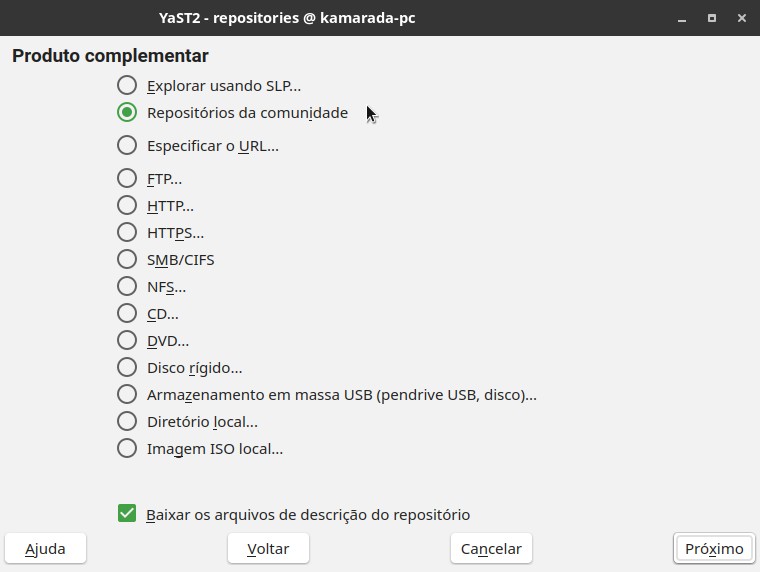 YaST2 - repositories @ kamarada-pc
Produto complementar
Explorar usando SLP...
Repositórios da comunidade
Especificar o URL...
FTP...
HTTP...
HTTPS...
SMB/CIFS
NFS...
CD...
DVD...
Disco rígido...
Armazenamento em massa USB (pendrive USB, disco)...
Diretório local...
Imagem ISO local...
Baixar os arquivos de descrição do repositório
Ajuda Voltar Cancelar Próximo